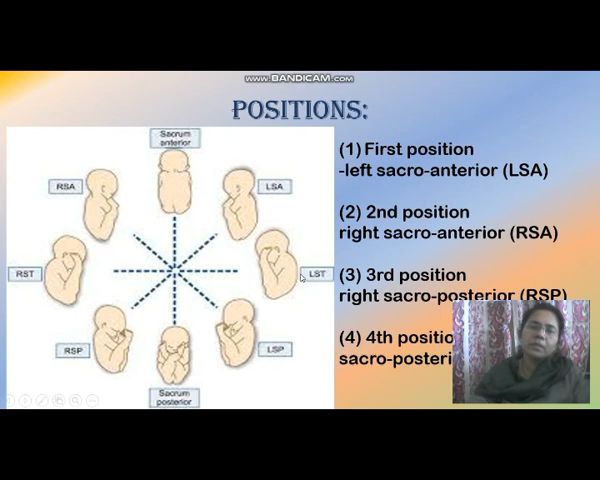 www.BANDICAM.com
POSITIONS:
Sacrum
anterior
RSA
LSA
RST
LST
RSP
LSP
Sacrum
posterior
(1) First position
-left sacro-anterior (LSA)
(2) 2nd position
right sacro-anterior (RSA)
(3) 3rd position
right sacro-posterior (RSP)
(4) 4th positio
sacro-posteri